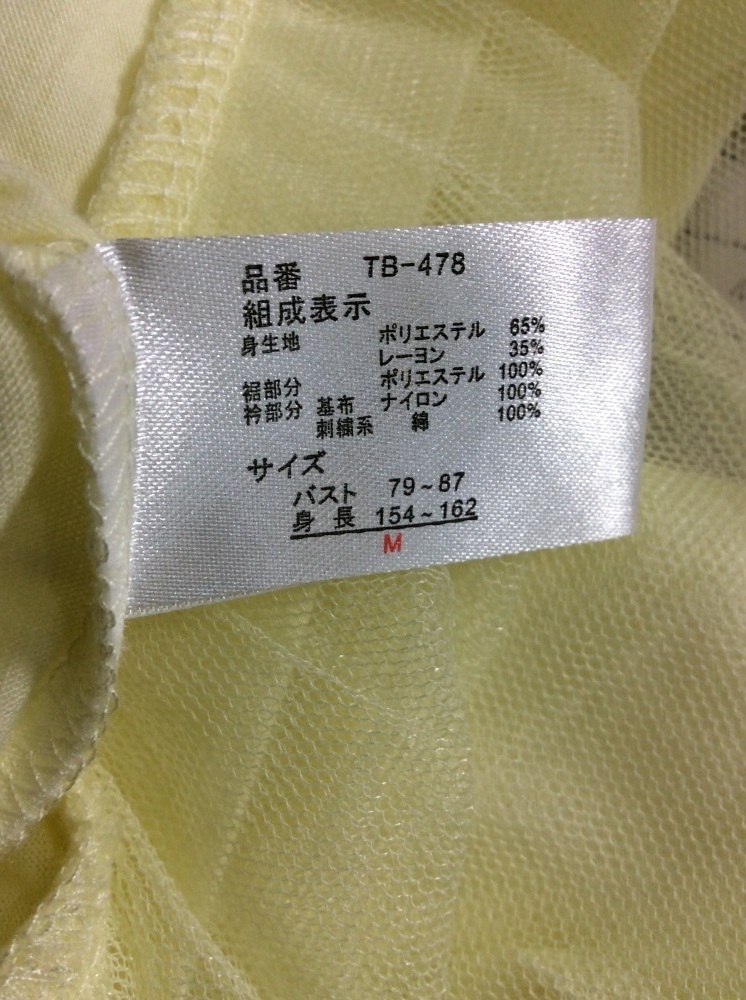 品番 TB-478
組成表示
身生地 ポリエステル 65%
レーヨン 35%
裾部分 ポリエステル 100%
衿部分 基布 ナイロン 100%
刺繍系 綿 100%
サイズ
バスト 79~87
身長 154~162
M